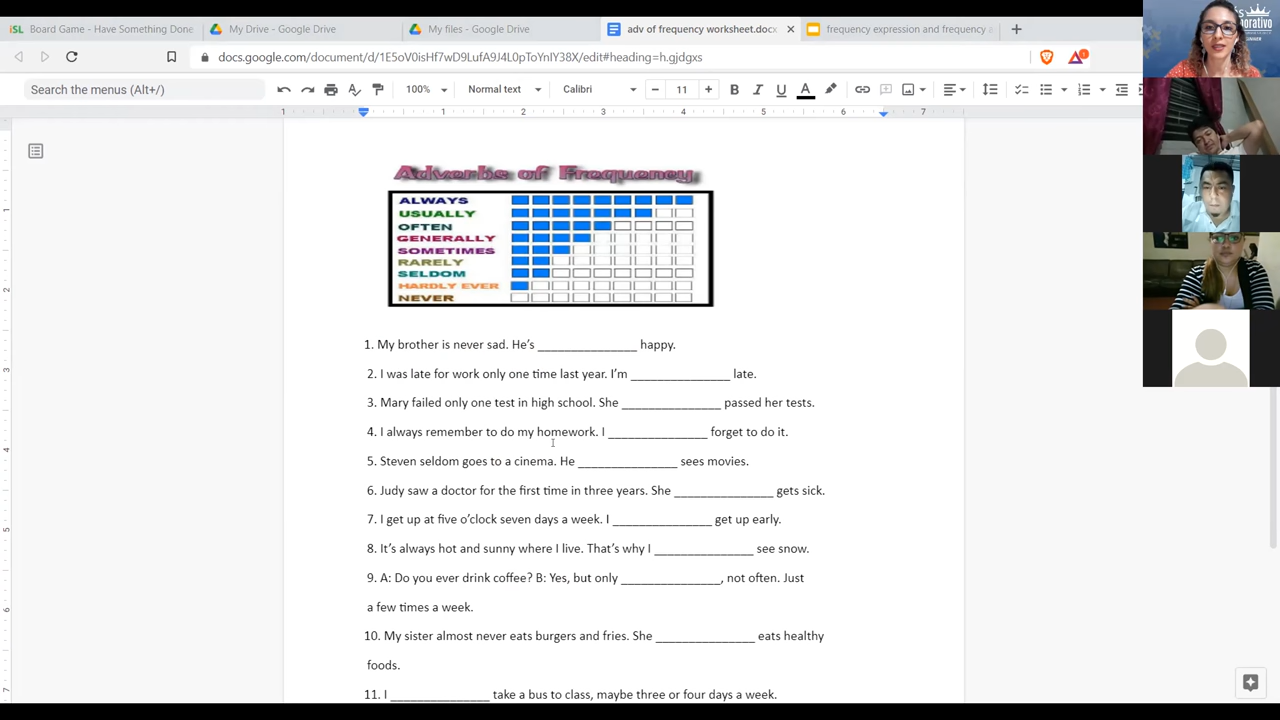 iSL Board Game - Have Something Done
My Drive - Google Drive
My files - Google Drive
adv of frequency worksheet.docx
frequency expression and frequency
docs.google.com/document/d/1E5oV0isHf7wD9LufA9J4L0pToYnIY38X/edit#heading=h.gjdgxs
Search the menus (Alt+/)
100%
Normal text
Calibri
11
Adverbs of Frequency
ALWAYS
USUALLY
OFTEN
GENERALLY
SOMETIMES
RARELY
SELDOM
HARDLY EVER
NEVER
1. My brother is never sad. He's _______________ happy.
2. I was late for work only one time last year. I'm _______________ late.
3. Mary failed only one test in high school. She _______________ passed her tests.
4. I always remember to do my homework. I _______________ forget to do it.
5. Steven seldom goes to a cinema. He _______________ sees movies.
6. Judy saw a doctor for the first time in three years. She _______________ gets sick.
7. I get up at five o'clock seven days a week. I _______________ get up early.
8. It's always hot and sunny where I live. That's why I _______________ see snow.
9. A: Do you ever drink coffee? B: Yes, but only _______________, not often. Just
a few times a week.
10. My sister almost never eats burgers and fries. She _______________ eats healthy
foods.
11. I _______________ take a bus to class, maybe three or four days a week.